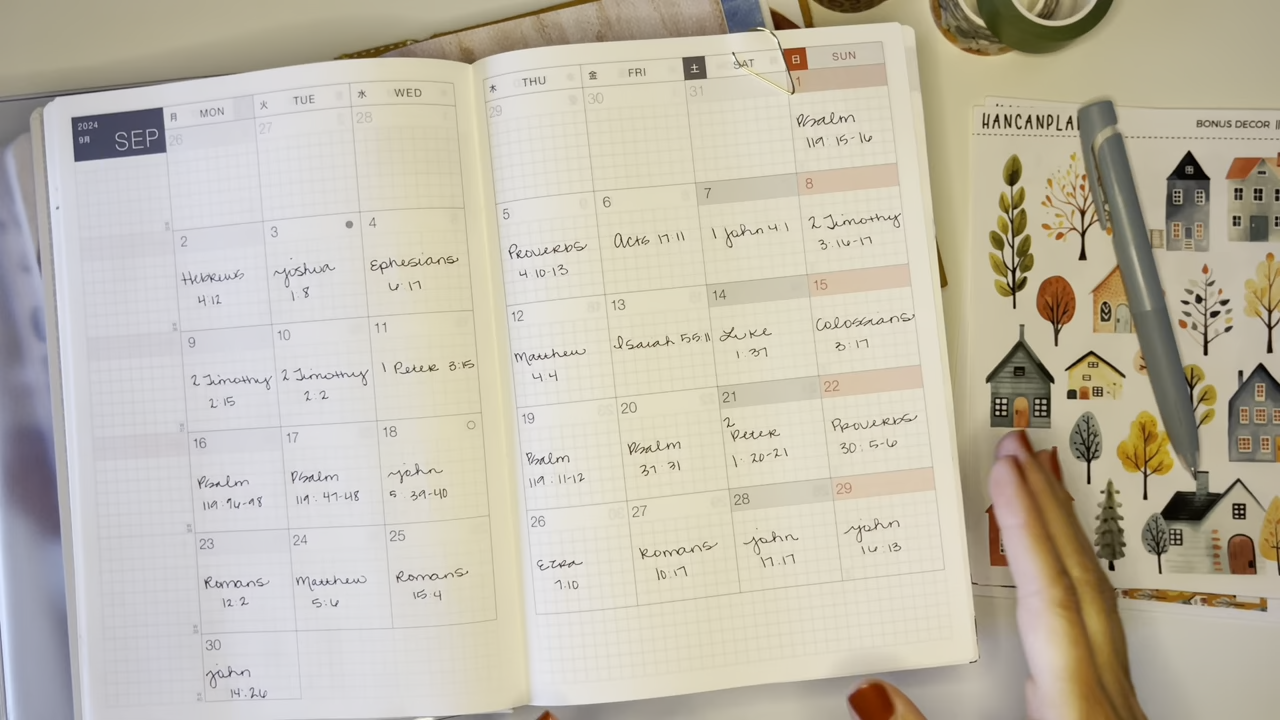 2024
9月
SEP
月 MON
火 TUE
水 WED
木 THU
金 FRI
土 SAT
日 SUN
26
27
28
29
30
31
1
Psalm
119:15-16
2
Hebrews
4:12
3
Joshua
1:8
4
Ephesians
6:17
5
Proverbs
4 10-13
6
Acts 17:11
7
1 John 4 1
8
2 Timothy
3:16-17
9
2 Timothy
2:15
10
2 Timothy
2:2
11
1 Peter 3:15
12
Matthew
4:4
13
Isaiah 55:11
14
Luke
1:37
15
Colossians
3:17
16
Psalm
119:96-98
17
Psalm
119:47-48
18
John
5:39-40
19
Psalm
119:11-12
20
Psalm
37:31
21
2
Peter
1:20-21
22
Proverbs
30:5-6
23
Romans
12:2
24
Matthew
5:6
25
Romans
15:4
26
Ezra
7:10
27
Romans
10:17
28
John
17:17
29
John
16:13
30
John
14:26
HANCANPLA
BONUS DECOR